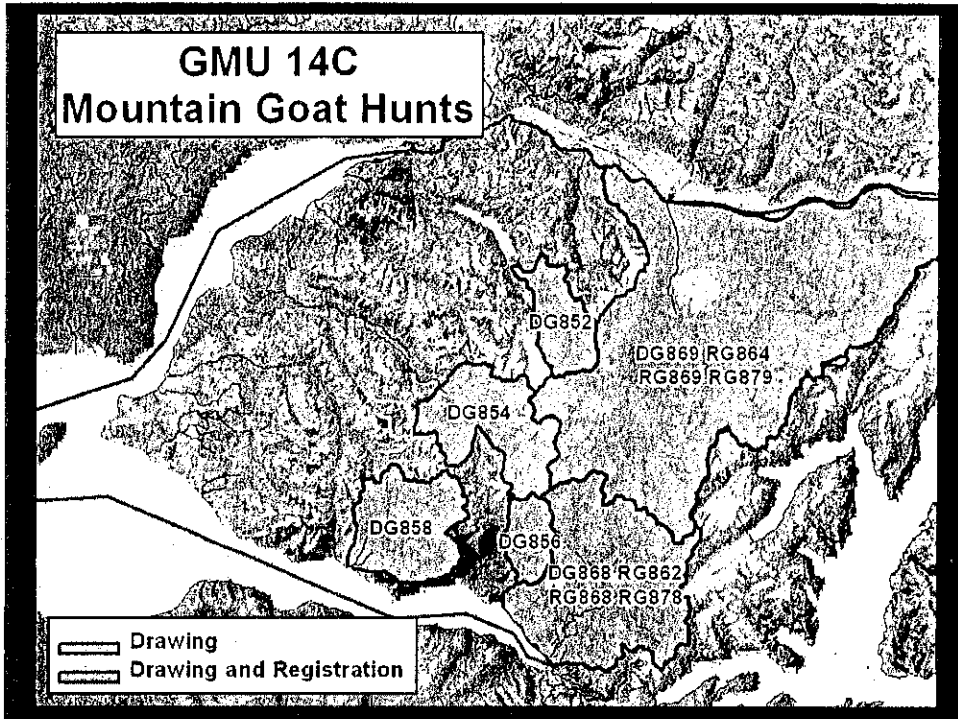 GMU 14C
Mountain Goat Hunts
DG852
DG869 RG864
RG869 RG879
DG854
DG858
DG856
DG868 RG862
RG868 RG878
Drawing
Drawing and Registration